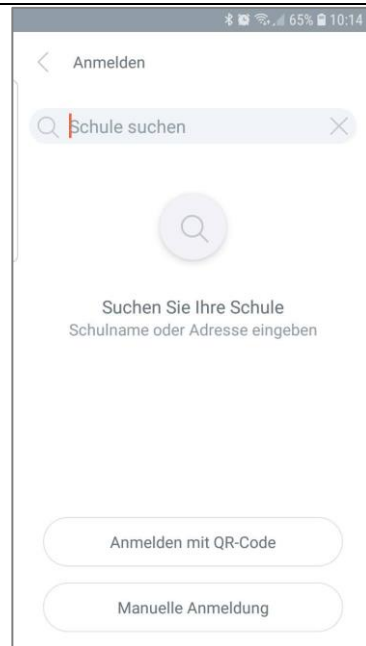 65% 10:14
Anmelden
Schule suchen
Suchen Sie Ihre Schule
Schulname oder Adresse eingeben
Anmelden mit QR-Code
Manuelle Anmeldung